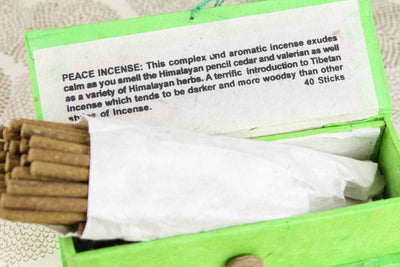 PEACE INCENSE: This complex and aromatic incense exudes
calm as you smell the Himalayan pencil cedar and valerian as well
as a variety of Himalayan herbs. A terrific introduction to Tibetan
incense which tends to be darker and more wooday than other
styles of incense.
40 Sticks